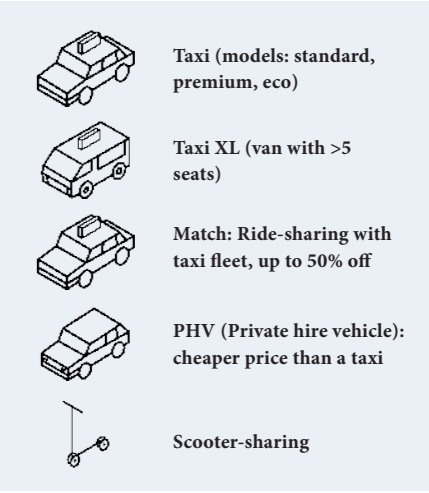 Taxi (models: standard,
premium, eco)
Taxi XL (van with >5
seats)
Match: Ride-sharing with
taxi fleet, up to 50% off
PHV (Private hire vehicle):
cheaper price than a taxi
Scooter-sharing